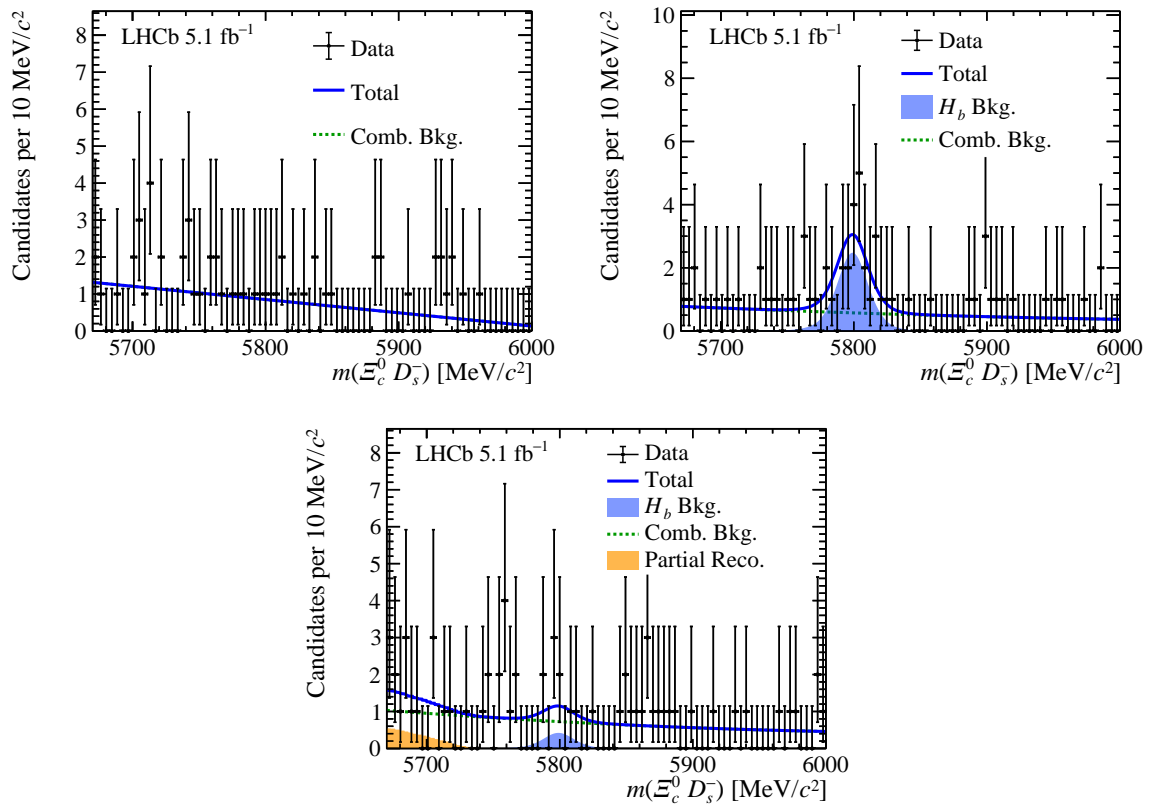 LHCb 5.1 fb⁻¹
Data
Total
Comb. Bkg.
Candidates per 10 MeV/c²
8
7
6
5
4
3
2
1
0
5700 5800 5900 6000
m(Ξc⁰ Ds⁻) [MeV/c²]
LHCb 5.1 fb⁻¹
Data
Total
Hb Bkg.
Comb. Bkg.
Candidates per 10 MeV/c²
10
8
6
4
2
0
5700 5800 5900 6000
m(Ξc⁰ Ds⁻) [MeV/c²]
LHCb 5.1 fb⁻¹
Data
Total
Hb Bkg.
Comb. Bkg.
Partial Reco.
Candidates per 10 MeV/c²
8
7
6
5
4
3
2
1
0
5700 5800 5900 6000
m(Ξc⁰ Ds⁻) [MeV/c²]